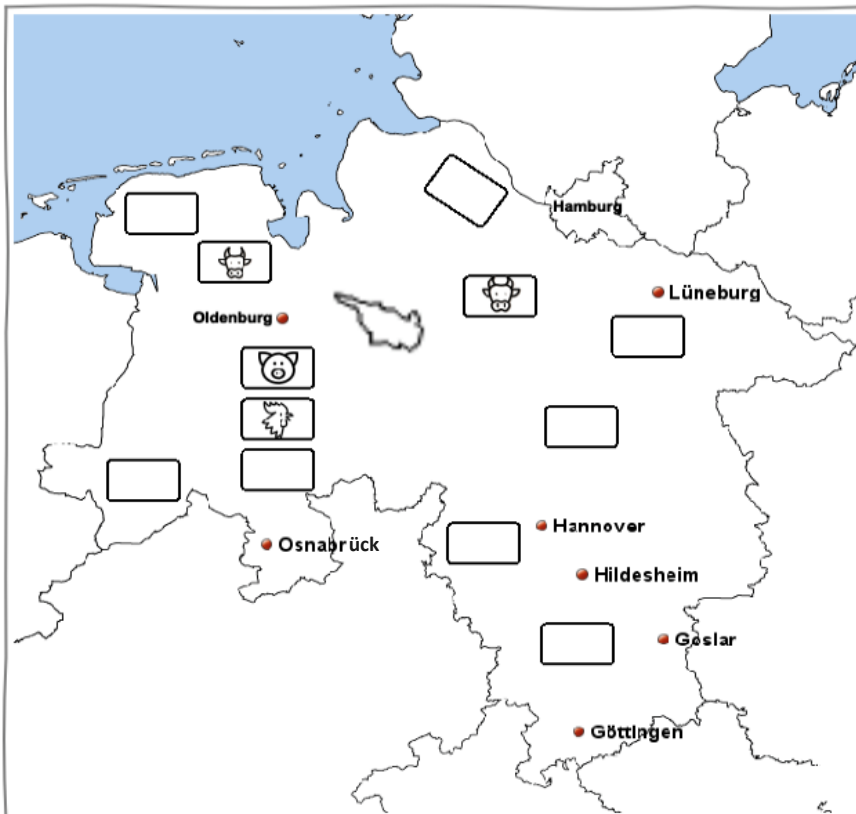 Hamburg
Lüneburg
Oldenburg
Hannover
Osnabrück
Hildesheim
Goslar
Göttingen